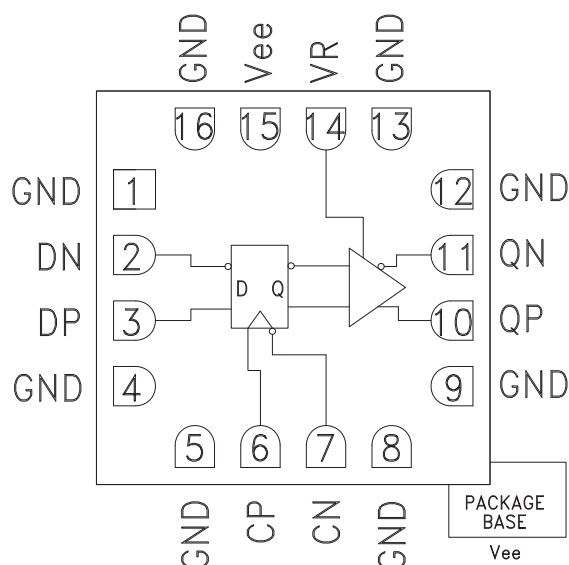 GND
Vee
VR
GND
16
15
14
13
GND
1
12
GND
DN
2
11
QN
D
Q
DP
3
10
QP
GND
4
9
GND
5
6
7
8
GND
CP
CN
GND
PACKAGE
BASE
Vee